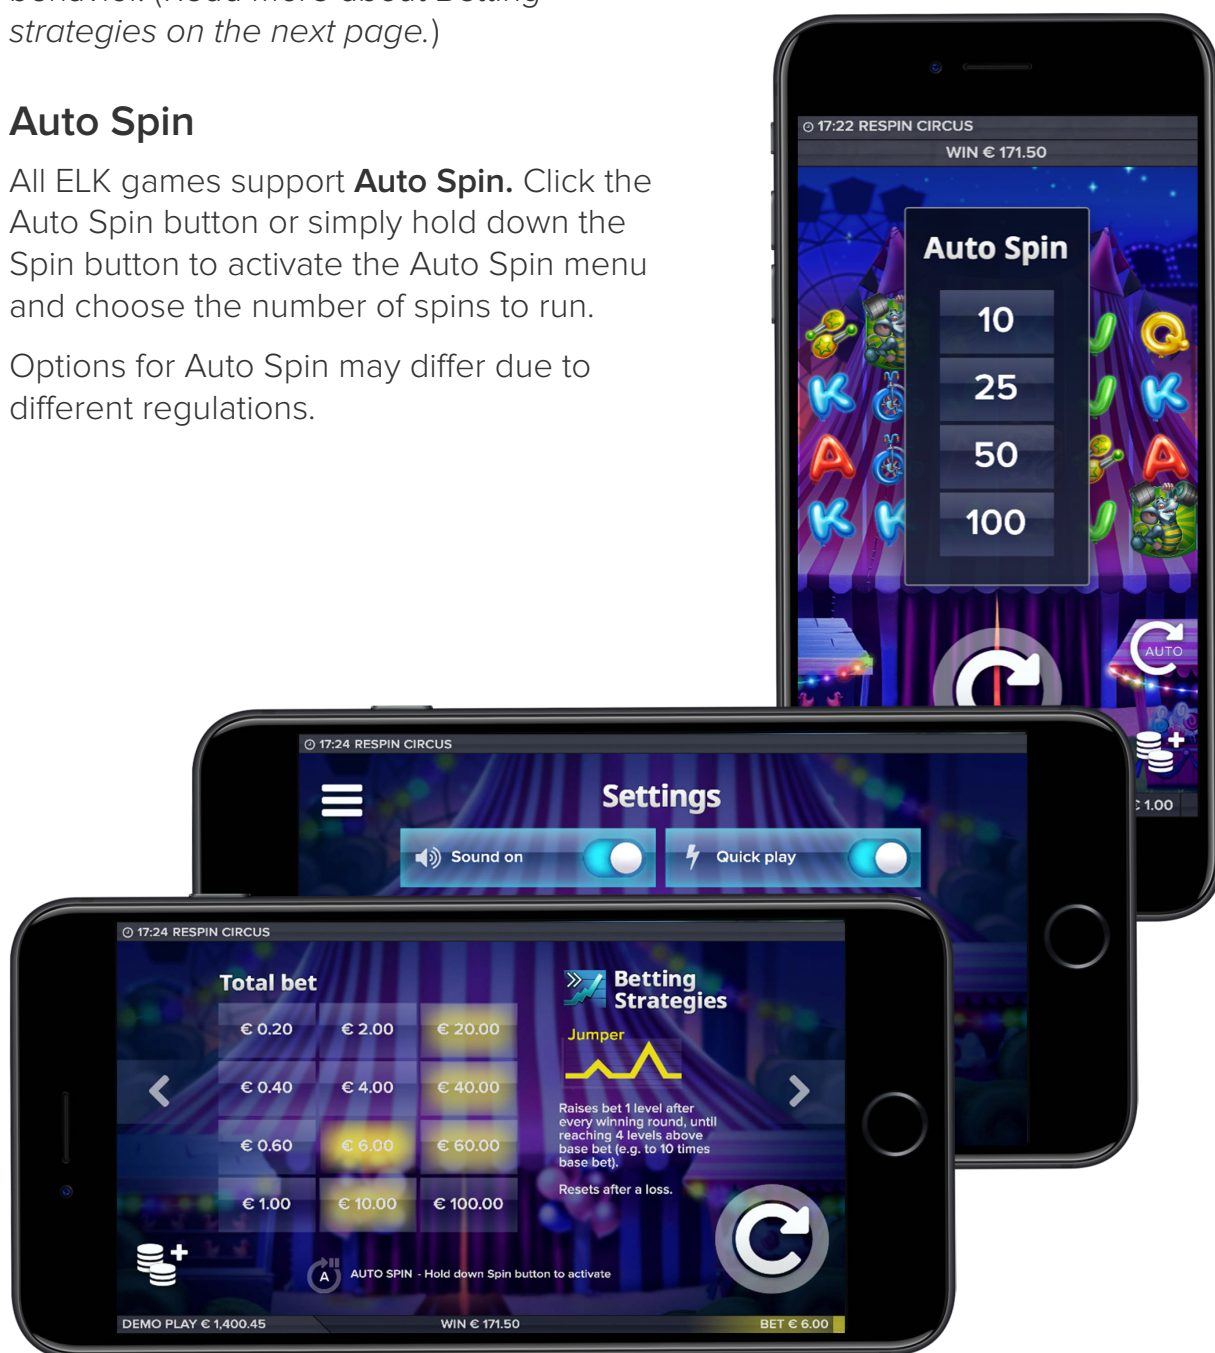 behavior. (Read more about Betting
strategies on the next page.)
Auto Spin
All ELK games support Auto Spin. Click the
Auto Spin button or simply hold down the
Spin button to activate the Auto Spin menu
and choose the number of spins to run.
Options for Auto Spin may differ due to
different regulations.
17:22 RESPIN CIRCUS
WIN € 171.50
Auto Spin
10
25
50
100
J
Q
K
J
K
A
A
K
K
J
AUTO
€ 1.00
17:24 RESPIN CIRCUS
Settings
Sound on
Quick play
17:24 RESPIN CIRCUS
Total bet
€ 0.20
€ 2.00
€ 20.00
€ 0.40
€ 4.00
€ 40.00
€ 0.60
€ 6.00
€ 60.00
€ 1.00
€ 10.00
€ 100.00
Betting
Strategies
Jumper
Raises bet 1 level after
every winning round, until
reaching 4 levels above
base bet (e.g. to 10 times
base bet).
Resets after a loss.
A
AUTO SPIN - Hold down Spin button to activate
DEMO PLAY € 1,400.45
WIN € 171.50
BET € 6.00